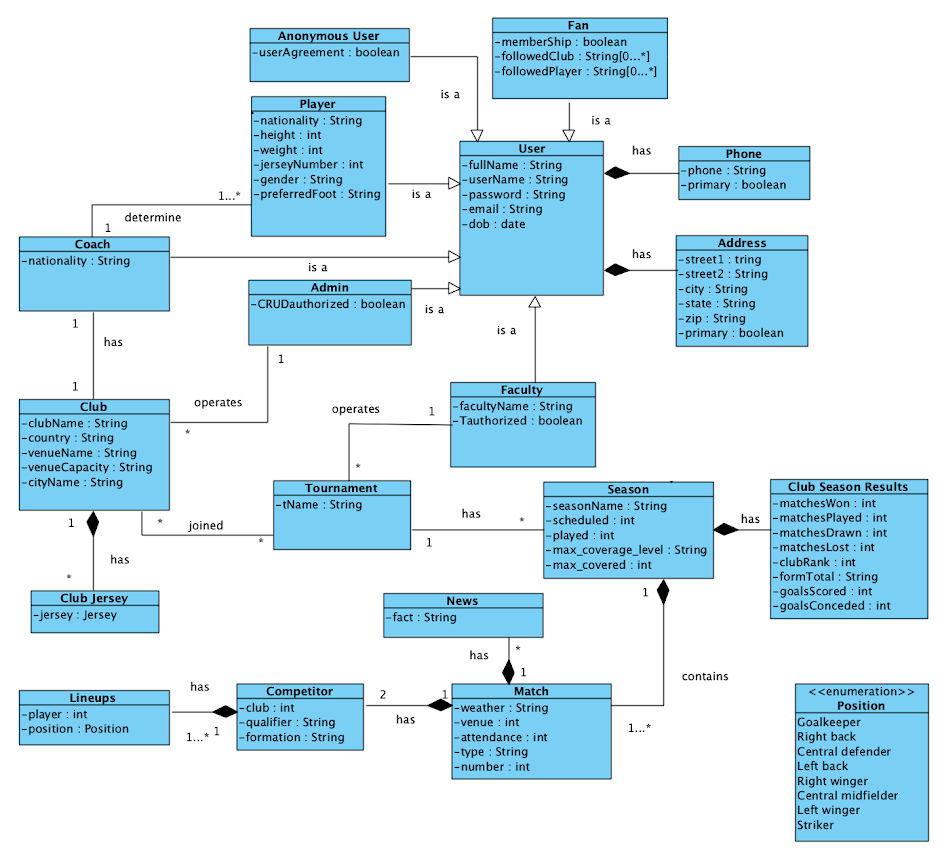 Fan
-memberShip : boolean
-followedClub : String[0...*]
-followedPlayer : String[0...*]
Anonymous User
-userAgreement : boolean
is a
is a
Player
-nationality : String
-height : int
-weight : int
-jerseyNumber : int
-gender : String
-preferredFoot : String
is a
1...*
determine
1
User
-fullName : String
-userName : String
-password : String
-email : String
-dob : date
has
Phone
-phone : String
-primary : boolean
has
Address
-street1 : tring
-street2 : String
-city : String
-state : String
-zip : String
-primary : boolean
Coach
-nationality : String
is a
1
has
1
Admin
-CRUDauthorized : boolean
is a
1
operates
*
is a
Faculty
-facultyName : String
-Tauthorized : boolean
operates
1
*
Club
-clubName : String
-country : String
-venueName : String
-venueCapacity : String
-cityName : String
1
has
*
*
joined
*
Tournament
-tName : String
has
1
*
Season
-seasonName : String
-scheduled : int
-played : int
-max_coverage_level : String
-max_covered : int
has
Club Season Results
-matchesWon : int
-matchesPlayed : int
-matchesDrawn : int
-matchesLost : int
-clubRank : int
-formTotal : String
-goalsScored : int
-goalsConceded : int
Club Jersey
-jersey : Jersey
News
-fact : String
has
*
1
1
contains
1...*
Lineups
-player : int
-position : Position
has
1...*
1
Competitor
-club : int
-qualifier : String
-formation : String
2
has
1
Match
-weather : String
-venue : int
-attendance : int
-type : String
-number : int
<<enumeration>>
Position
Goalkeeper
Right back
Central defender
Left back
Right winger
Central midfielder
Left winger
Striker